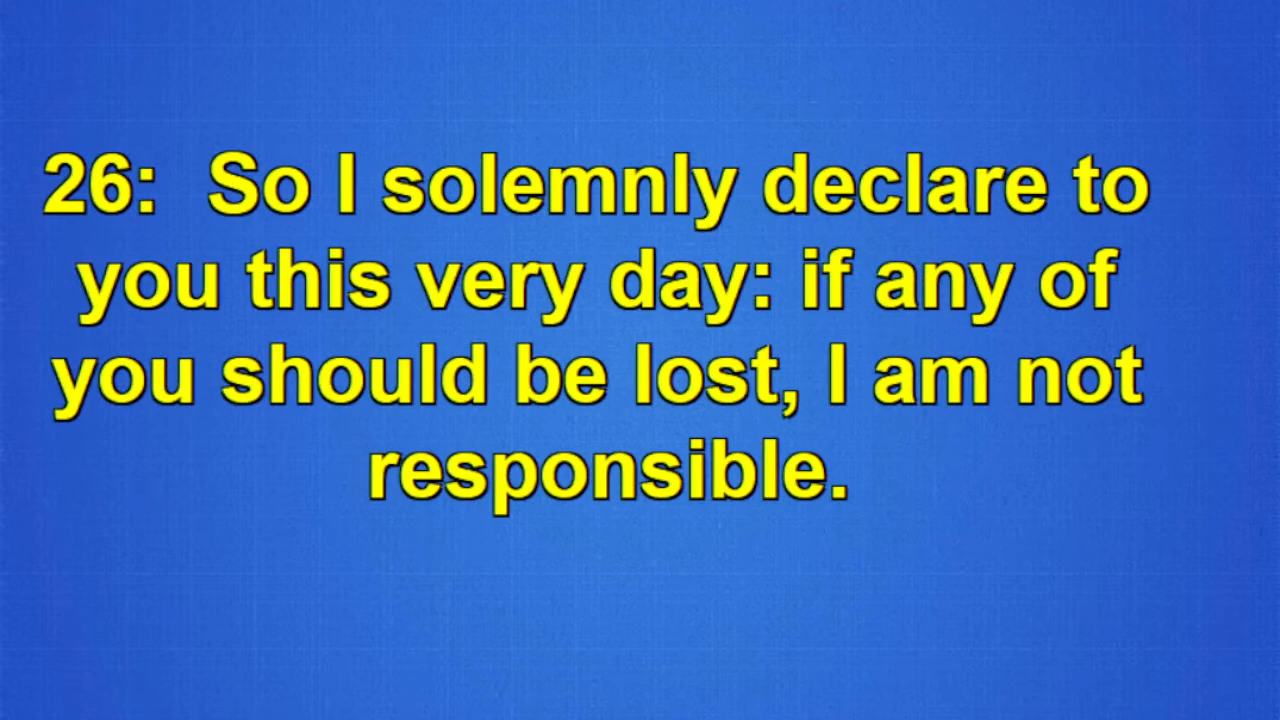 26:  So I solemnly declare to
you this very day: if any of
you should be lost, I am not
responsible.